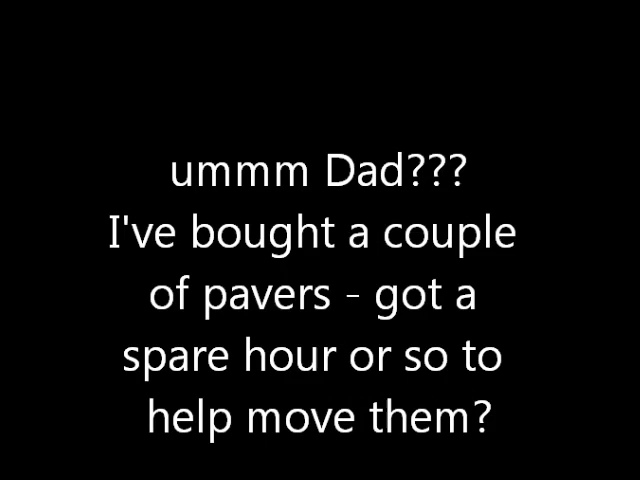 ummm Dad???
I've bought a couple
of pavers - got a
spare hour or so to
help move them?